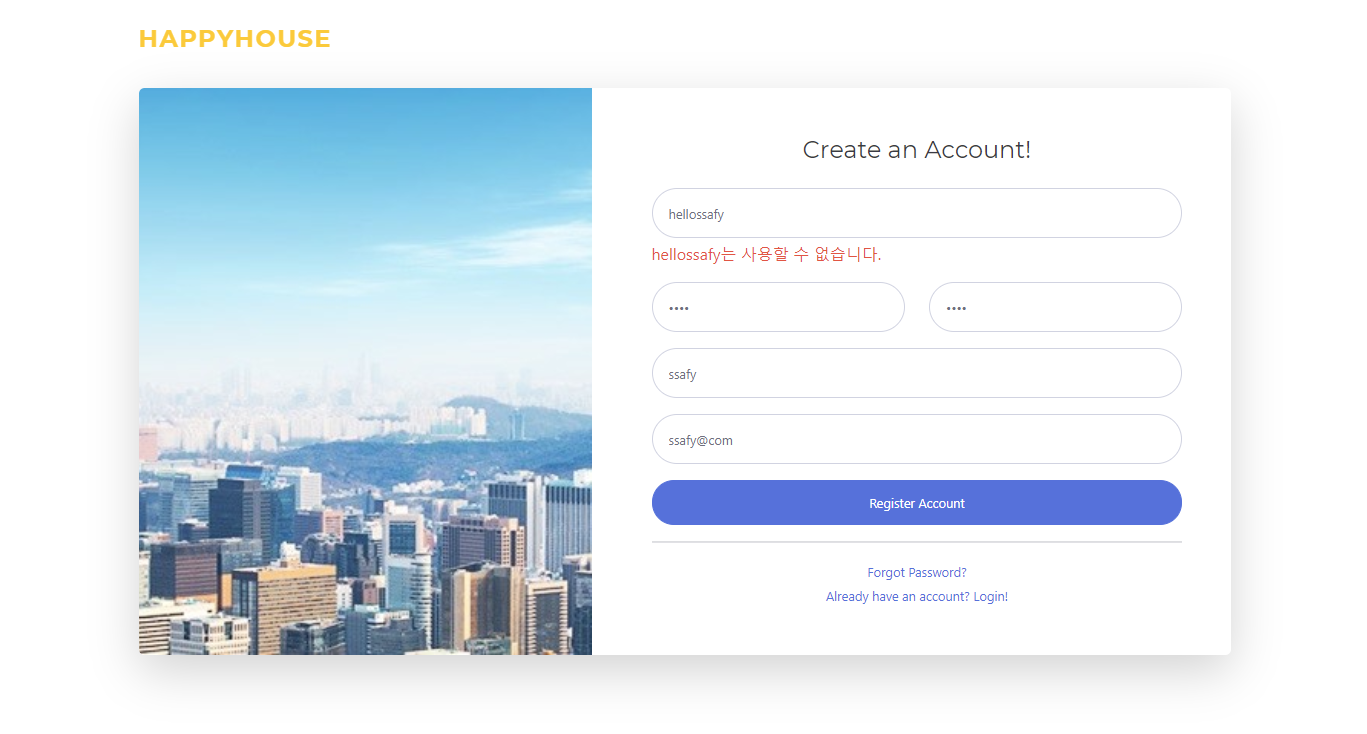 HAPPYHOUSE
Create an Account!
hellossafy
hellossafy는 사용할 수 없습니다.
•••• ••••
ssafy
ssafy@com
Register Account
Forgot Password?
Already have an account? Login!